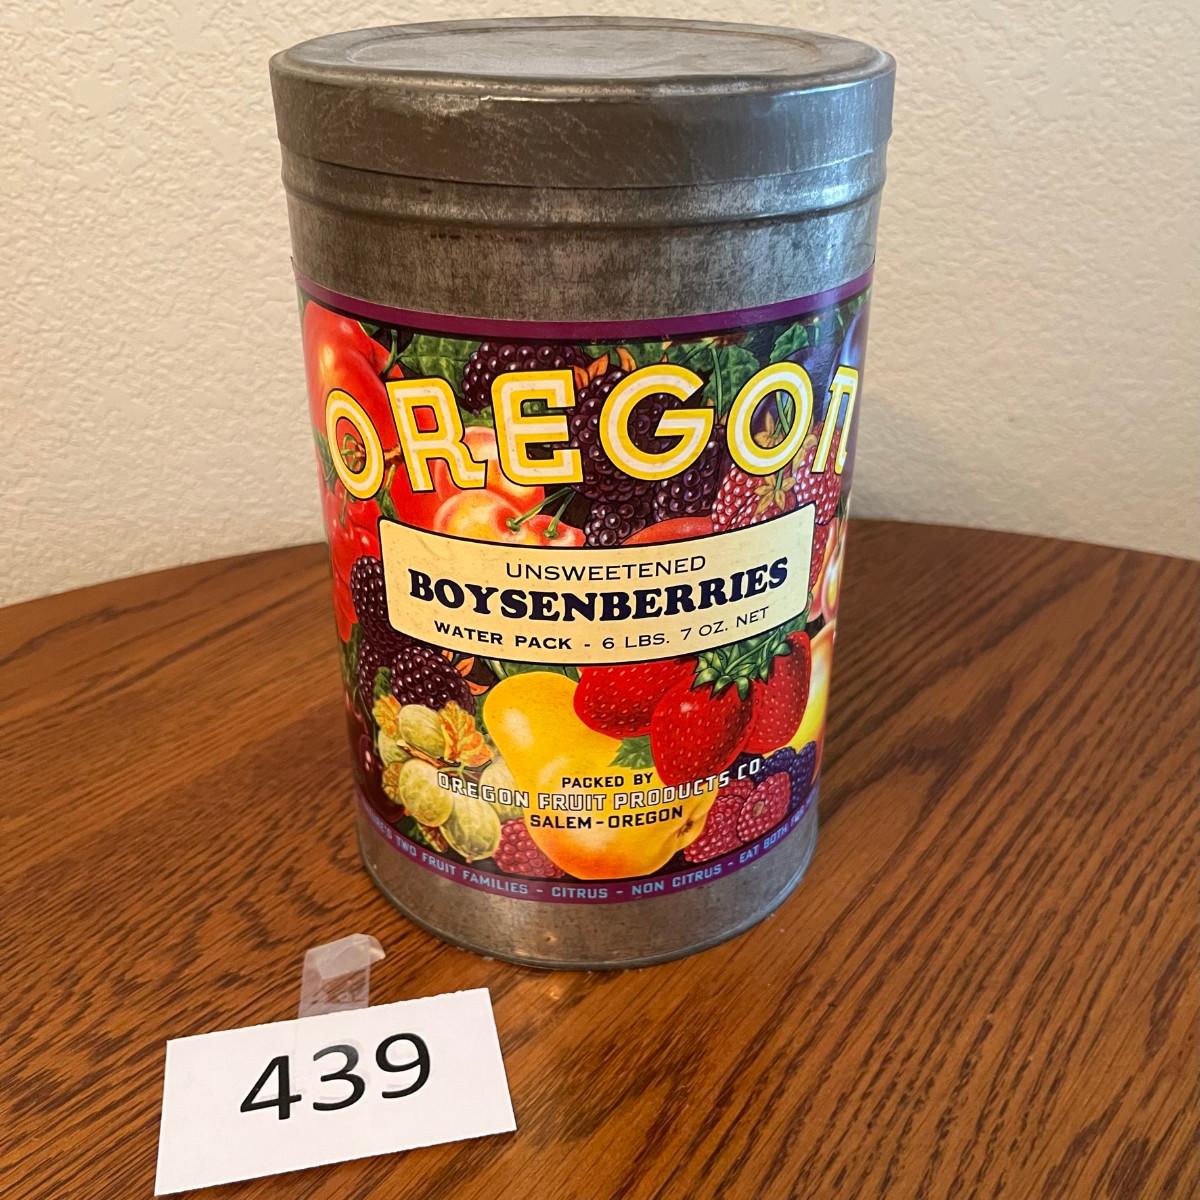 OREGON
UNSWEETENED
BOYSENBERRIES
WATER PACK - 6 LBS. 7 OZ. NET
PACKED BY
OREGON FRUIT PRODUCTS CO.
SALEM-OREGON
TWO FRUIT FAMILIES - CITRUS - NON CITRUS - EAT BOTH
439